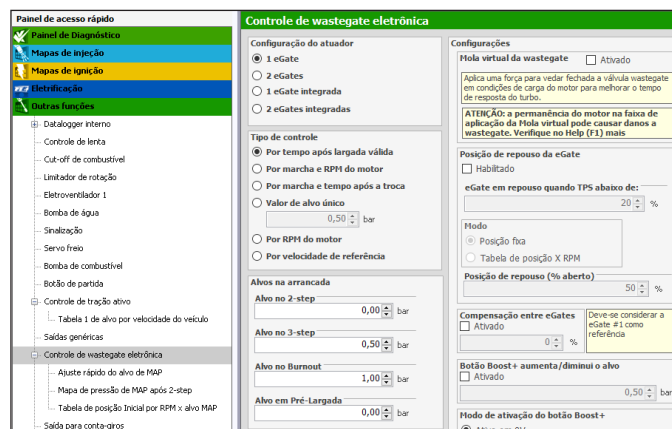 Painel de acesso rápido
Painel de Diagnóstico
Mapas de injeção
Mapas de ignição
Eletrificação
Outras funções
Datalogger interno
Controle de lenta
Cut-off de combustível
Limitador de rotação
Eletroventilador 1
Bomba de água
Sinalização
Servo freio
Bomba de combustível
Botão de partida
Controle de tração ativo
Tabela 1 de alvo por velocidade do veículo
Saídas genéricas
Controle de wastegate eletrônica
Ajuste rápido do alvo de MAP
Mapa de pressão de MAP após 2-step
Tabela de posição Inicial por RPM x alvo MAP
Saída para conta-giros
Controle de wastegate eletrônica
Configuração do atuador
1 eGate
2 eGates
1 eGate integrada
2 eGates integradas
Tipo de controle
Por tempo após largada válida
Por marcha e RPM do motor
Por marcha e tempo após a troca
Valor de alvo único
0,50 bar
Por RPM do motor
Por velocidade de referência
Alvos na arrancada
Alvo no 2-step
0,00 bar
Alvo no 3-step
0,50 bar
Alvo no Burnout
1,00 bar
Alvo em Pré-Largada
0,00 bar
Configurações
Mola virtual da wastegate
Ativado
Aplica uma força para vedar fechada a válvula wastegate
em condições de carga do motor para melhorar o tempo
de resposta do turbo.
ATENÇÃO: a permanência do motor na faixa de
aplicação da Mola virtual pode causar danos a
wastegate. Verifique no Help (F1) mais
Posição de repouso da eGate
Habilitado
eGate em repouso quando TPS abaixo de:
20 %
Modo
Posição fixa
Tabela de posição X RPM
Posição de repouso (% aberto)
50 %
Compensação entre eGates
Ativado
0 %
Deve-se considerar a
eGate #1 como
referência
Botão Boost+ aumenta/diminui o alvo
Ativado
0,50 bar
Modo de ativação do botão Boost+